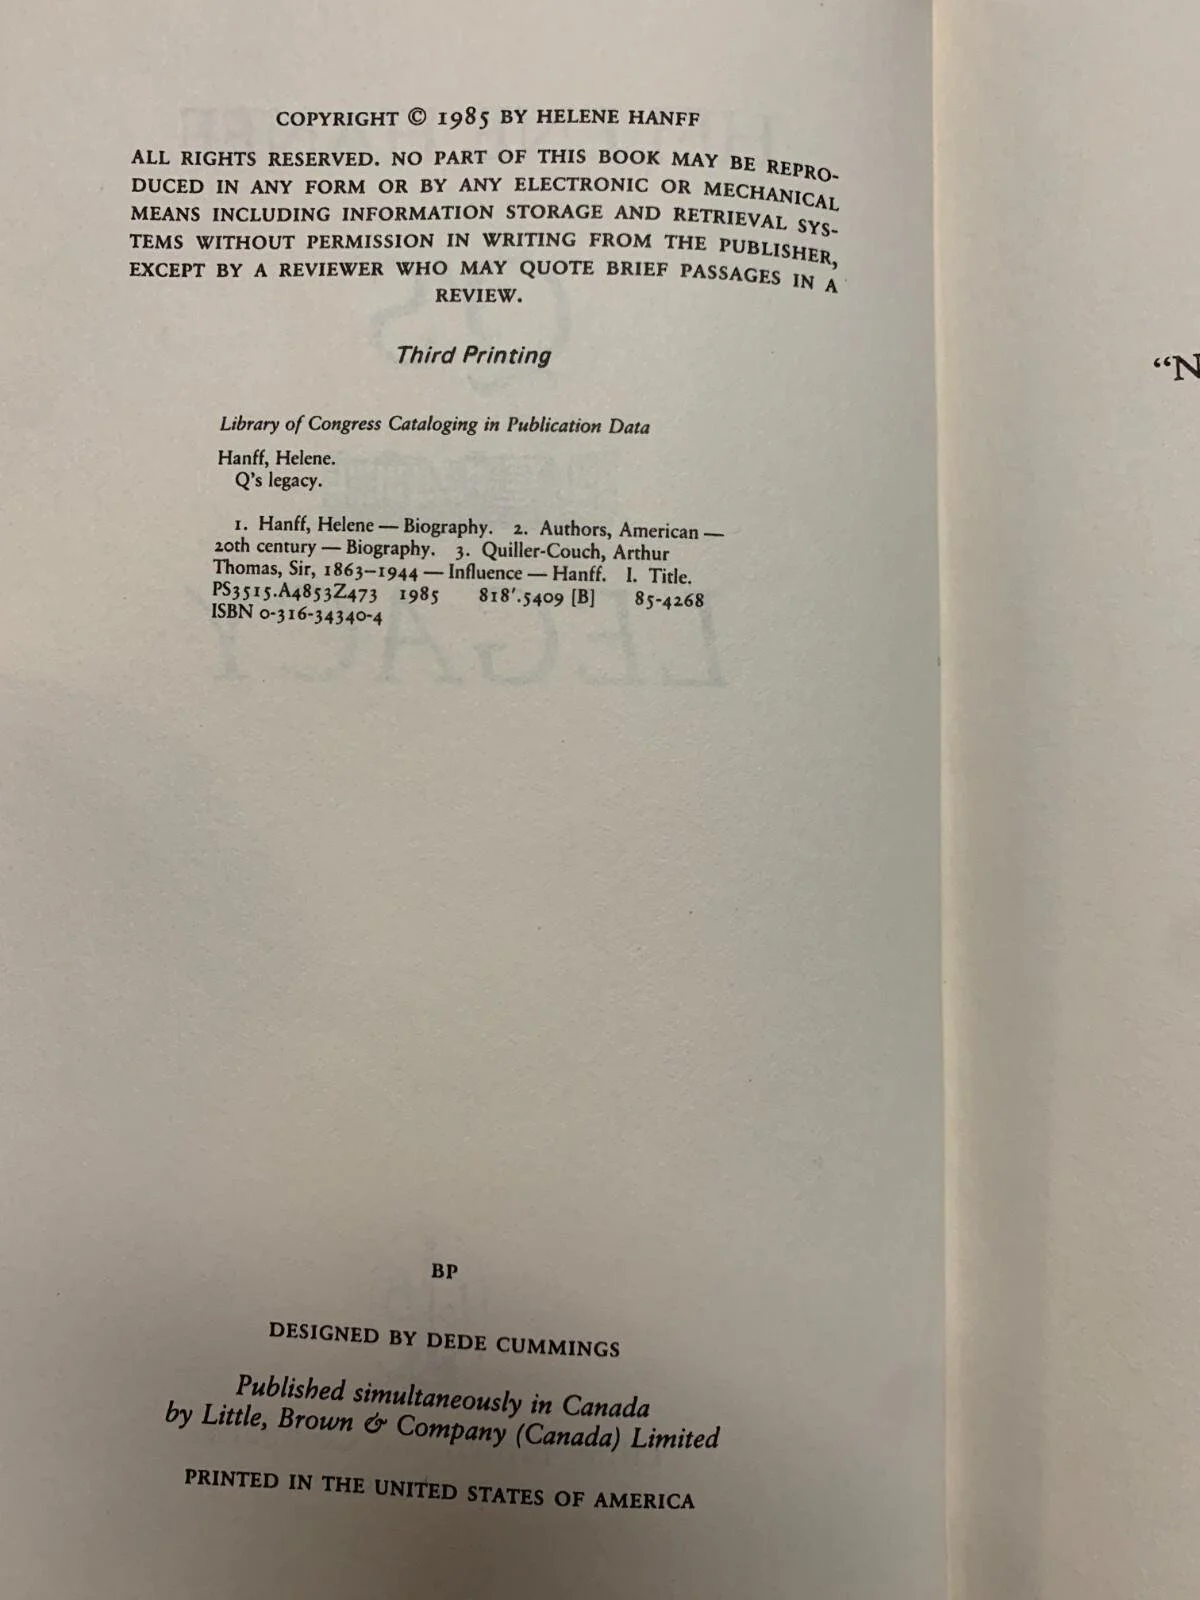 COPYRIGHT © 1985 BY HELENE HANFF
ALL RIGHTS RESERVED. NO PART OF THIS BOOK MAY BE REPRO-
DUCED IN ANY FORM OR BY ANY ELECTRONIC OR MECHANICAL
MEANS INCLUDING INFORMATION STORAGE AND RETRIEVAL SYS-
TEMS WITHOUT PERMISSION IN WRITING FROM THE PUBLISHER,
EXCEPT BY A REVIEWER WHO MAY QUOTE BRIEF PASSAGES IN A
REVIEW.
Third Printing
Library of Congress Cataloging in Publication Data
Hanff, Helene.
Q's legacy.
1. Hanff, Helene — Biography. 2. Authors, American —
20th century — Biography. 3. Quiller-Couch, Arthur
Thomas, Sir, 1863–1944 — Influence — Hanff. I. Title.
PS3515.A4853Z473 1985 818'.5409 [B] 85-4268
ISBN 0-316-34340-4
BP
DESIGNED BY DEDE CUMMINGS
Published simultaneously in Canada
by Little, Brown & Company (Canada) Limited
PRINTED IN THE UNITED STATES OF AMERICA